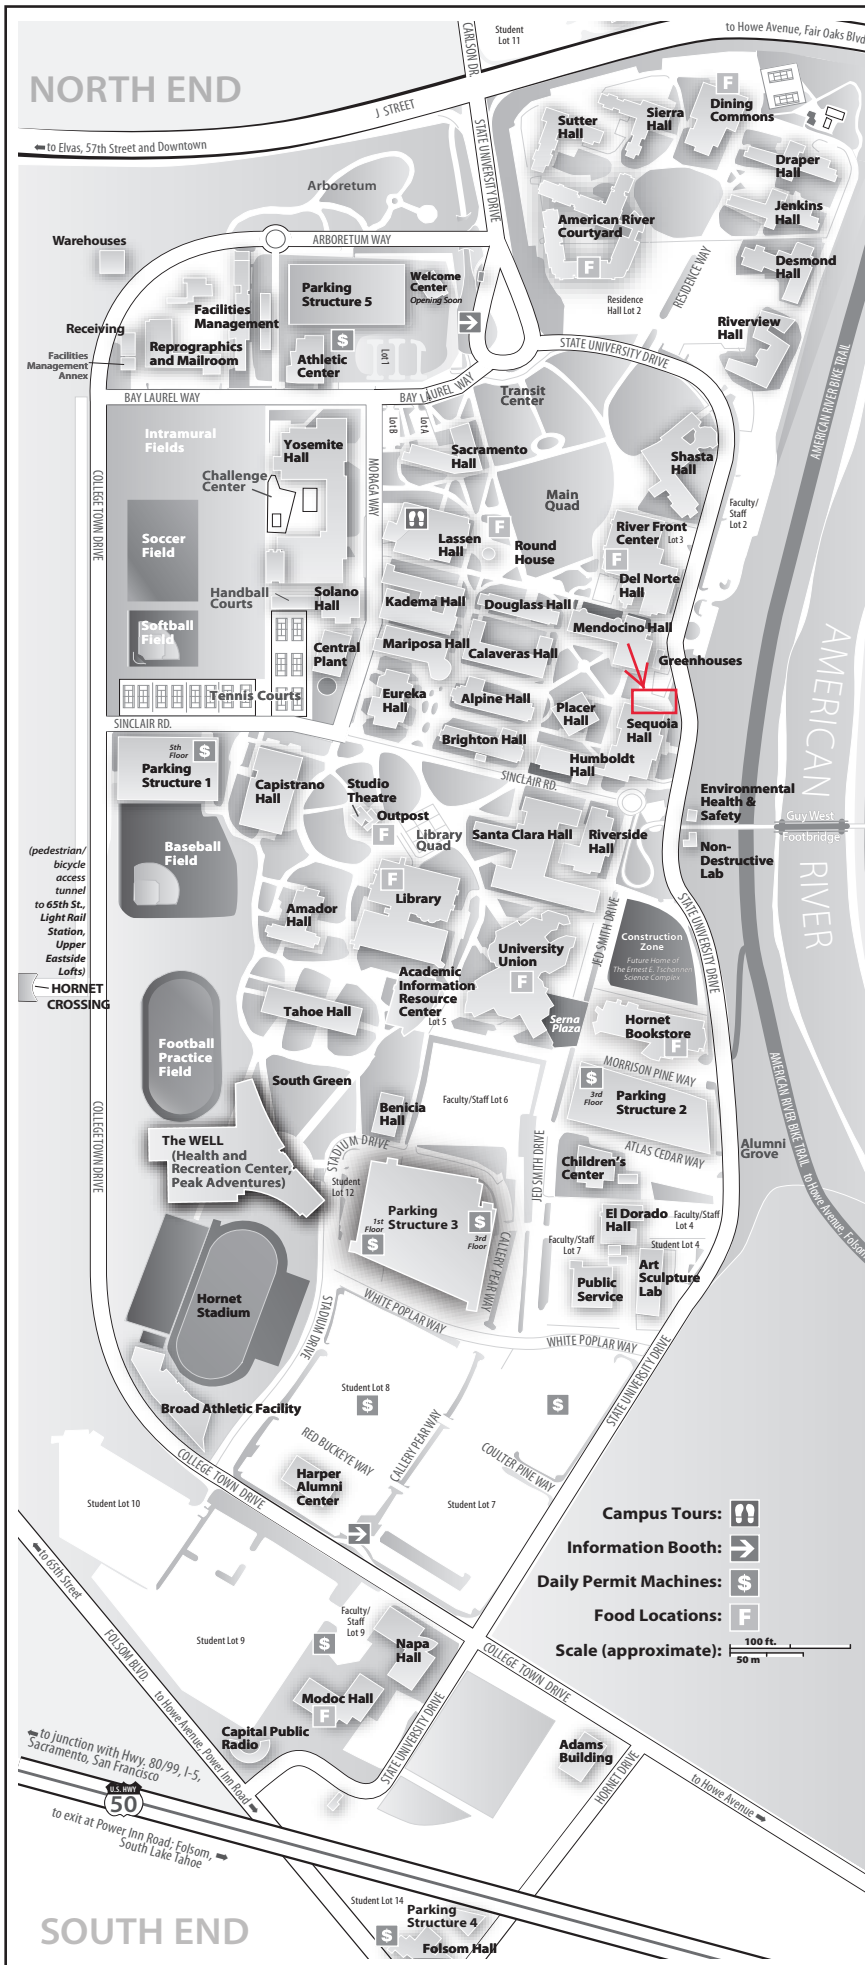 NORTH END
Student
Lot 11
CARLSON DR.
to Howe Avenue, Fair Oaks Blvd
J STREET
to Elvas, 57th Street and Downtown
STATE UNIVERSITY DRIVE
Sutter
Hall
Sierra
Hall
F
Dining
Commons
Draper
Hall
Jenkins
Hall
Desmond
Hall
American River
Courtyard
F
Residence
Hall Lot 2
RESIDENCE WAY
Riverview
Hall
Arboretum
ARBORETUM WAY
Warehouses
Parking
Structure 5
Welcome
Center
Opening Soon
Facilities
Management
Receiving
Reprographics
and Mailroom
Facilities
Management
Annex
$
Athletic
Center
Lot 1
STATE UNIVERSITY DRIVE
BAY LAUREL WAY
BAY LAUREL WAY
Transit
Center
AMERICAN RIVER BIKE TRAIL
Intramural
Fields
Yosemite
Hall
Lot B
Lot A
Sacramento
Hall
Shasta
Hall
Challenge
Center
MORAGA WAY
COLLEGE TOWN DRIVE
Main
Quad
Faculty/
Staff
Lot 2
Soccer
Field
Lassen
Hall
F
Round
House
River Front
Center
Lot 3
F
Del Norte
Hall
Handball
Courts
Solano
Hall
Kadema Hall
Douglass Hall
Mendocino Hall
Softball
Field
Central
Plant
Mariposa Hall
Calaveras Hall
Greenhouses
AMERICAN
RIVER
Tennis Courts
Eureka
Hall
Alpine Hall
Placer
Hall
Sequoia
Hall
SINCLAIR RD.
Brighton Hall
Humboldt
Hall
SINCLAIR RD.
5th
Floor
$
Parking
Structure 1
Capistrano
Hall
Studio
Theatre
Outpost
F
Library
Quad
Santa Clara Hall
Riverside
Hall
Environmental
Health &
Safety
Guy West
Footbridge
Non-
Destructive
Lab
(pedestrian/
bicycle
access
tunnel
to 65th St.,
Light Rail
Station,
Upper
Eastside
Lofts)
HORNET
CROSSING
Baseball
Field
F
Library
Amador
Hall
STATE UNIVERSITY DRIVE
JED SMITH DRIVE
Construction
Zone
Future Home of
The Ernest E. Tschannen
Science Complex
University
Union
F
Academic
Information
Resource
Center
Lot 5
Tahoe Hall
Serna
Plaza
Hornet
Bookstore
F
Football
Practice
Field
South Green
Faculty/Staff Lot 6
MORRISON PINE WAY
$
3rd
Floor
Parking
Structure 2
Benicia
Hall
AMERICAN RIVER BIKE TRAIL
COLLEGE TOWN DRIVE
The WELL
(Health and
Recreation Center,
Peak Adventures)
STADIUM DRIVE
Student
Lot 12
JED SMITH DRIVE
ATLAS CEDAR WAY
Alumni
Grove
Children's
Center
to Howe Avenue, Folsom
Parking
Structure 3
1st
Floor
$
$
3rd
Floor
CALLERY PEAR WAY
El Dorado
Hall
Faculty/Staff
Lot 4
Faculty/Staff
Lot 7
Student Lot 4
Public
Service
Art
Sculpture
Lab
Hornet
Stadium
STADIUM DRIVE
WHITE POPLAR WAY
WHITE POPLAR WAY
STATE UNIVERSITY DRIVE
Student Lot 8
$
$
Broad Athletic Facility
RED BUCKEYE WAY
CALLERY PEAR WAY
COULTER PINE WAY
COLLEGE TOWN DRIVE
Harper
Alumni
Center
Student Lot 10
Student Lot 7
Campus Tours:
Information Booth:
Daily Permit Machines: $
Food Locations: F
Scale (approximate):
100 ft.
50 m
to 65th Street
FOLSOM BLVD.
to Howe Avenue, Power Inn Road
Student Lot 9
Faculty/
Staff
Lot 9
$
Napa
Hall
COLLEGE TOWN DRIVE
Modoc Hall
F
Capital Public
Radio
STATE UNIVERSITY DRIVE
Adams
Building
HORNET DRIVE
to Howe Avenue
to junction with Hwy. 80/99, I-5,
Sacramento, San Francisco
U.S. HWY
50
to exit at Power Inn Road; Folsom,
South Lake Tahoe
Student Lot 14
Parking
Structure 4
$
Folsom Hall
SOUTH END